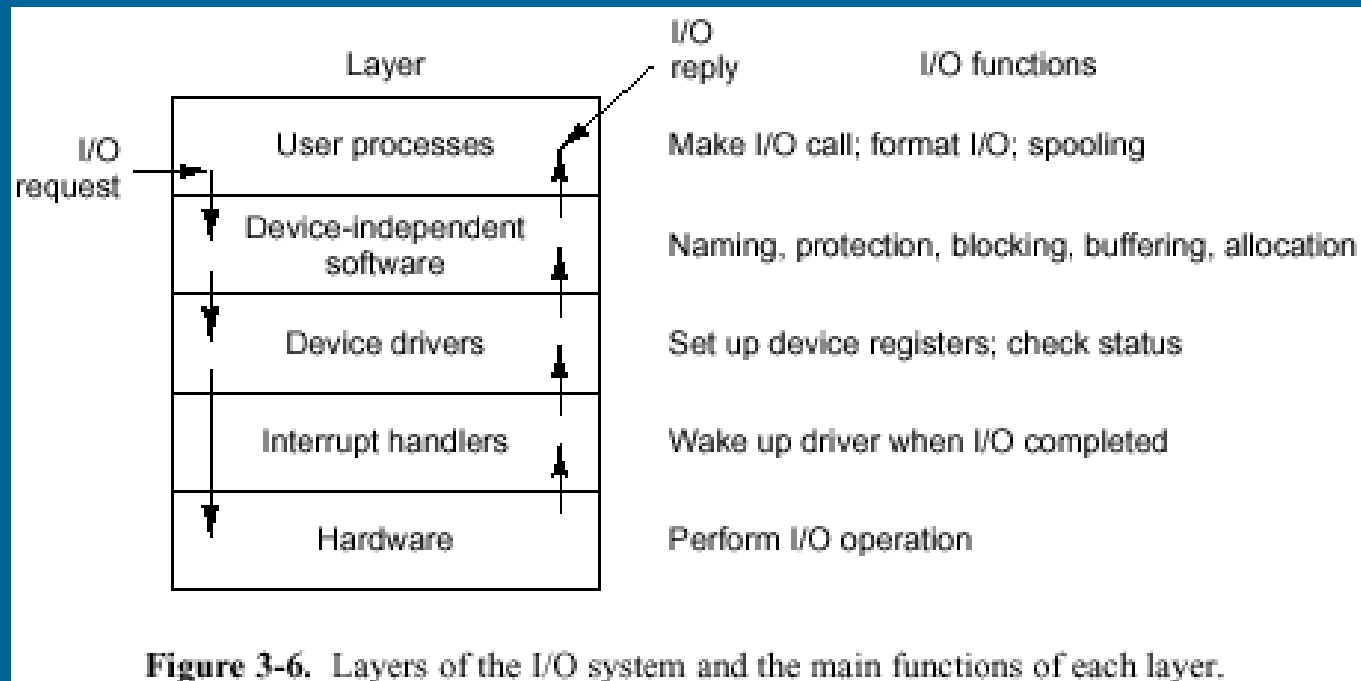 Layer
I/O
reply
I/O functions
I/O
request
User processes
Make I/O call; format I/O; spooling
Device-independent
software
Naming, protection, blocking, buffering, allocation
Device drivers
Set up device registers; check status
Interrupt handlers
Wake up driver when I/O completed
Hardware
Perform I/O operation
Figure 3-6. Layers of the I/O system and the main functions of each layer.